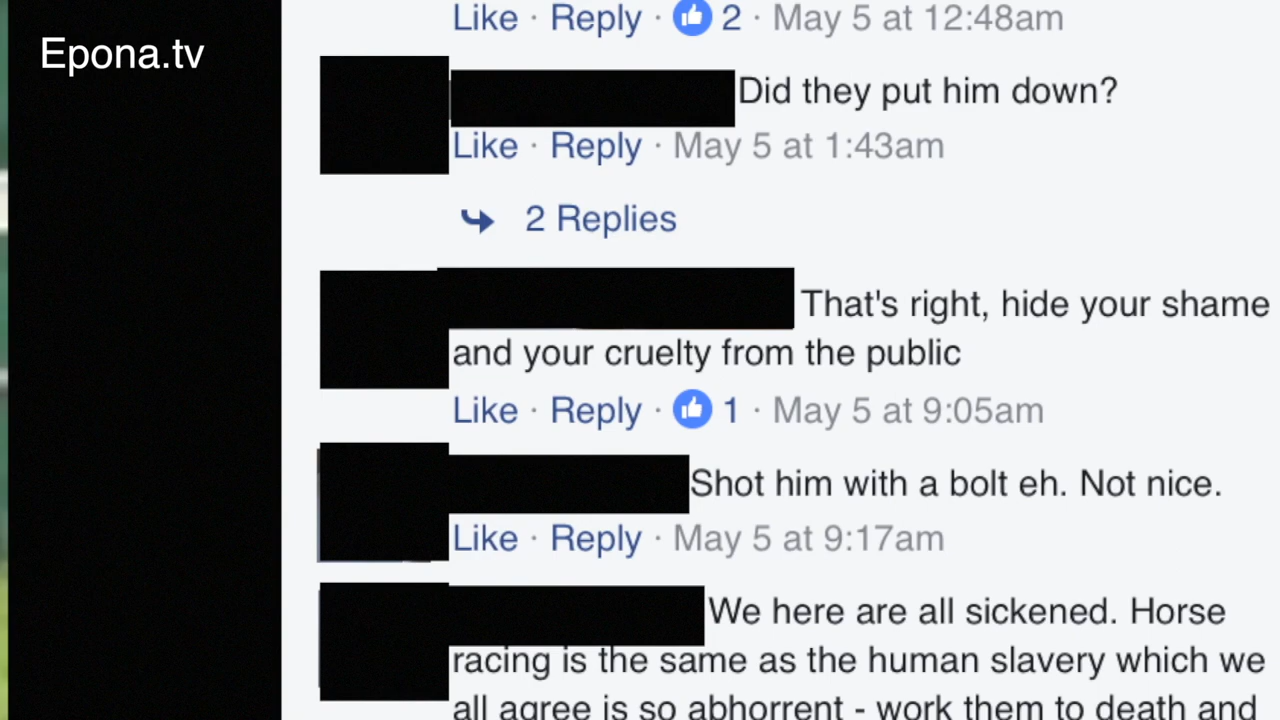 Like · Reply · 2 · May 5 at 12:48am
Epona.tv
Did they put him down?
Like · Reply · May 5 at 1:43am
2 Replies
That's right, hide your shame
and your cruelty from the public
Like · Reply · 1 · May 5 at 9:05am
Shot him with a bolt eh. Not nice.
Like · Reply · May 5 at 9:17am
We here are all sickened. Horse
racing is the same as the human slavery which we
all agree is so abhorrent - work them to death and